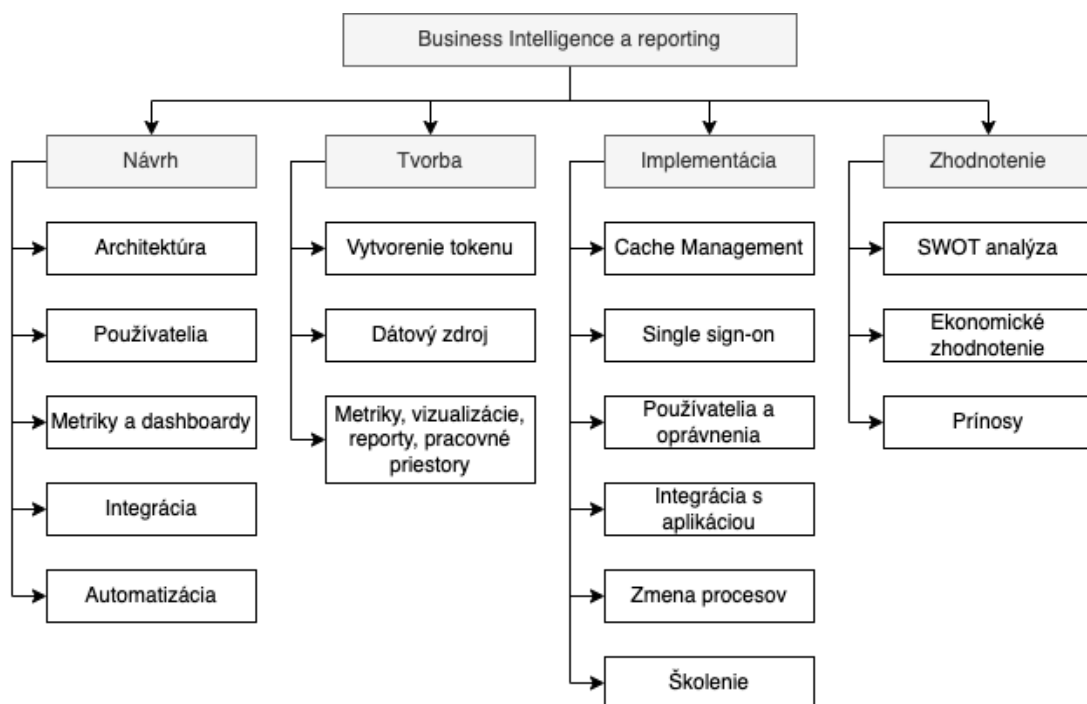 Business Intelligence a reporting
Návrh
Architektúra
Používatelia
Metriky a dashboardy
Integrácia
Automatizácia
Tvorba
Vytvorenie tokenu
Dátový zdroj
Metriky, vizualizácie,
reporty, pracovné
priestory
Implementácia
Cache Management
Single sign-on
Používatelia a
oprávnenia
Integrácia s
aplikáciou
Zmena procesov
Školenie
Zhodnotenie
SWOT analýza
Ekonomické
zhodnotenie
Prínosy